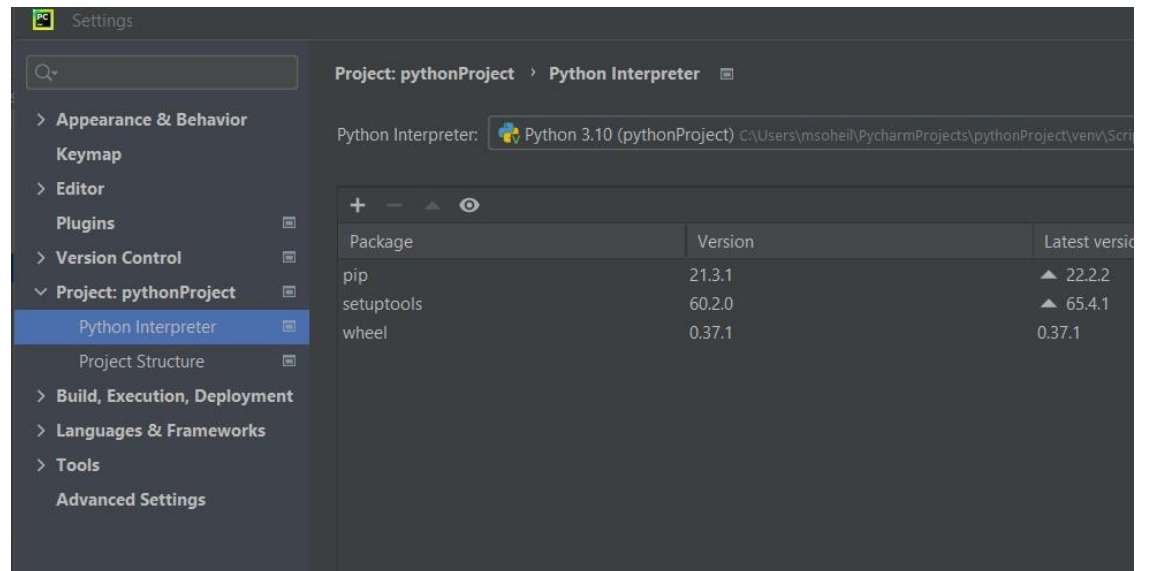 PC
Settings
Project: pythonProject › Python Interpreter
> Appearance & Behavior
Python Interpreter: Python 3.10 (pythonProject) C:\Users\msoheil\PycharmProjects\pythonProject\venv\Scri
Keymap
> Editor
Plugins
Package Version Latest versio
> Version Control
pip 21.3.1 22.2.2
Project: pythonProject
setuptools 60.2.0 65.4.1
Python Interpreter
wheel 0.37.1 0.37.1
Project Structure
> Build, Execution, Deployment
> Languages & Frameworks
> Tools
Advanced Settings